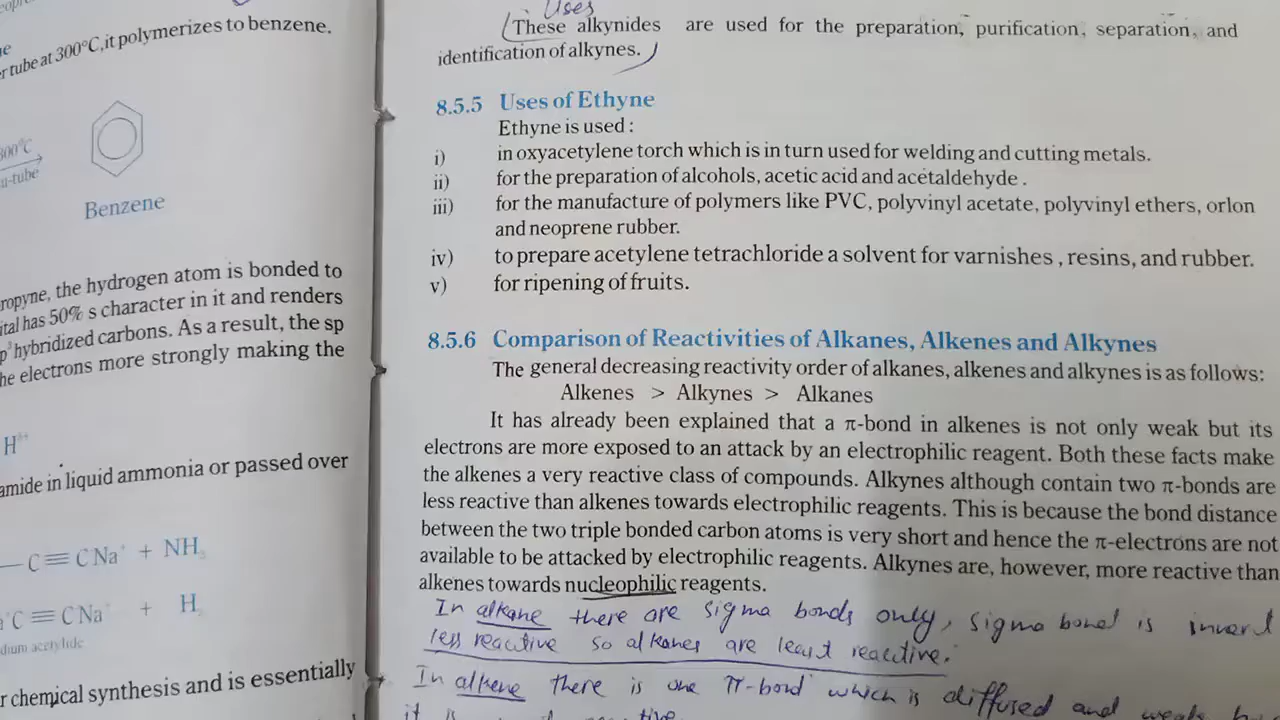 r tube at 300°C, it polymerizes to benzene.
300°C
u-tube
Benzene
ropyne, the hydrogen atom is bonded to
ital has 50% s character in it and renders
hybridized carbons. As a result, the sp
he electrons more strongly making the
H
amide in liquid ammonia or passed over
— C ≡ CNa⁺ + NH₃
C ≡ CNa + H
dium acetylide
r chemical synthesis and is essentially
Uses
These alkynides are used for the preparation, purification, separation, and
identification of alkynes.
8.5.5 Uses of Ethyne
Ethyne is used :
i) in oxyacetylene torch which is in turn used for welding and cutting metals.
ii) for the preparation of alcohols, acetic acid and acetaldehyde .
iii) for the manufacture of polymers like PVC, polyvinyl acetate, polyvinyl ethers, orlon
and neoprene rubber.
iv) to prepare acetylene tetrachloride a solvent for varnishes , resins, and rubber.
v) for ripening of fruits.
8.5.6 Comparison of Reactivities of Alkanes, Alkenes and Alkynes
The general decreasing reactivity order of alkanes, alkenes and alkynes is as follows:
Alkenes > Alkynes > Alkanes
It has already been explained that a π-bond in alkenes is not only weak but its
electrons are more exposed to an attack by an electrophilic reagent. Both these facts make
the alkenes a very reactive class of compounds. Alkynes although contain two π-bonds are
less reactive than alkenes towards electrophilic reagents. This is because the bond distance
between the two triple bonded carbon atoms is very short and hence the π-electrons are not
available to be attacked by electrophilic reagents. Alkynes are, however, more reactive than
alkenes towards nucleophilic reagents.
In alkane there are sigma bonds only, sigma bond is inert
less reactive so alkanes are least reactive.
In alkene there is one π-bond which is diffused and weak
it is